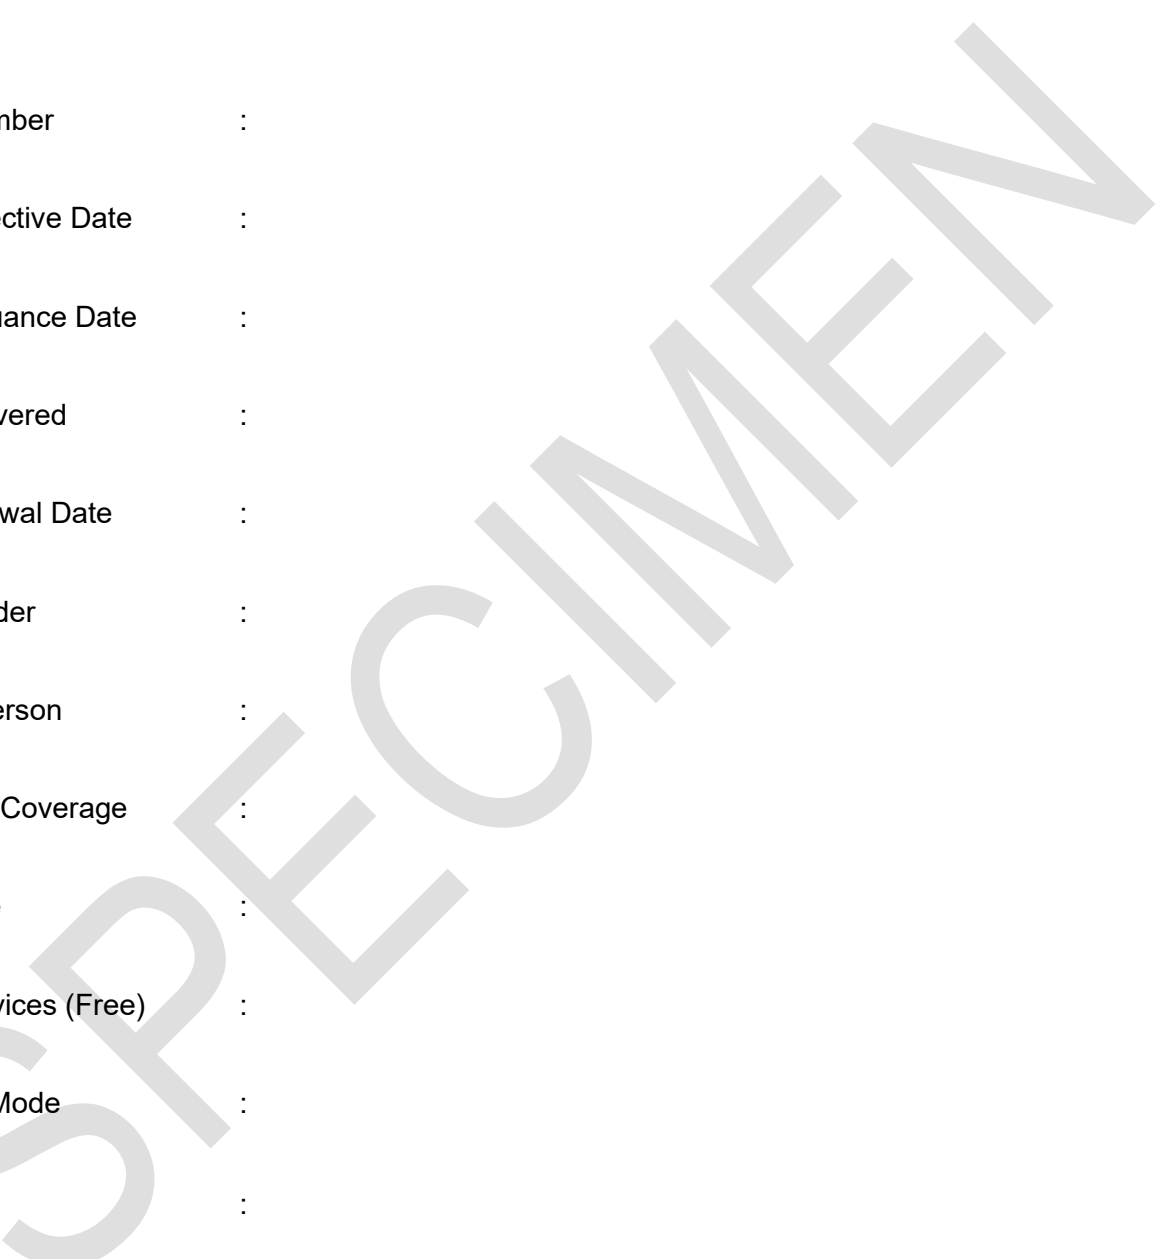 mber :
ective Date :
uance Date :
vered :
wal Date :
der :
erson :
Coverage :
:
vices (Free) :
Mode :
:
SPECIMEN